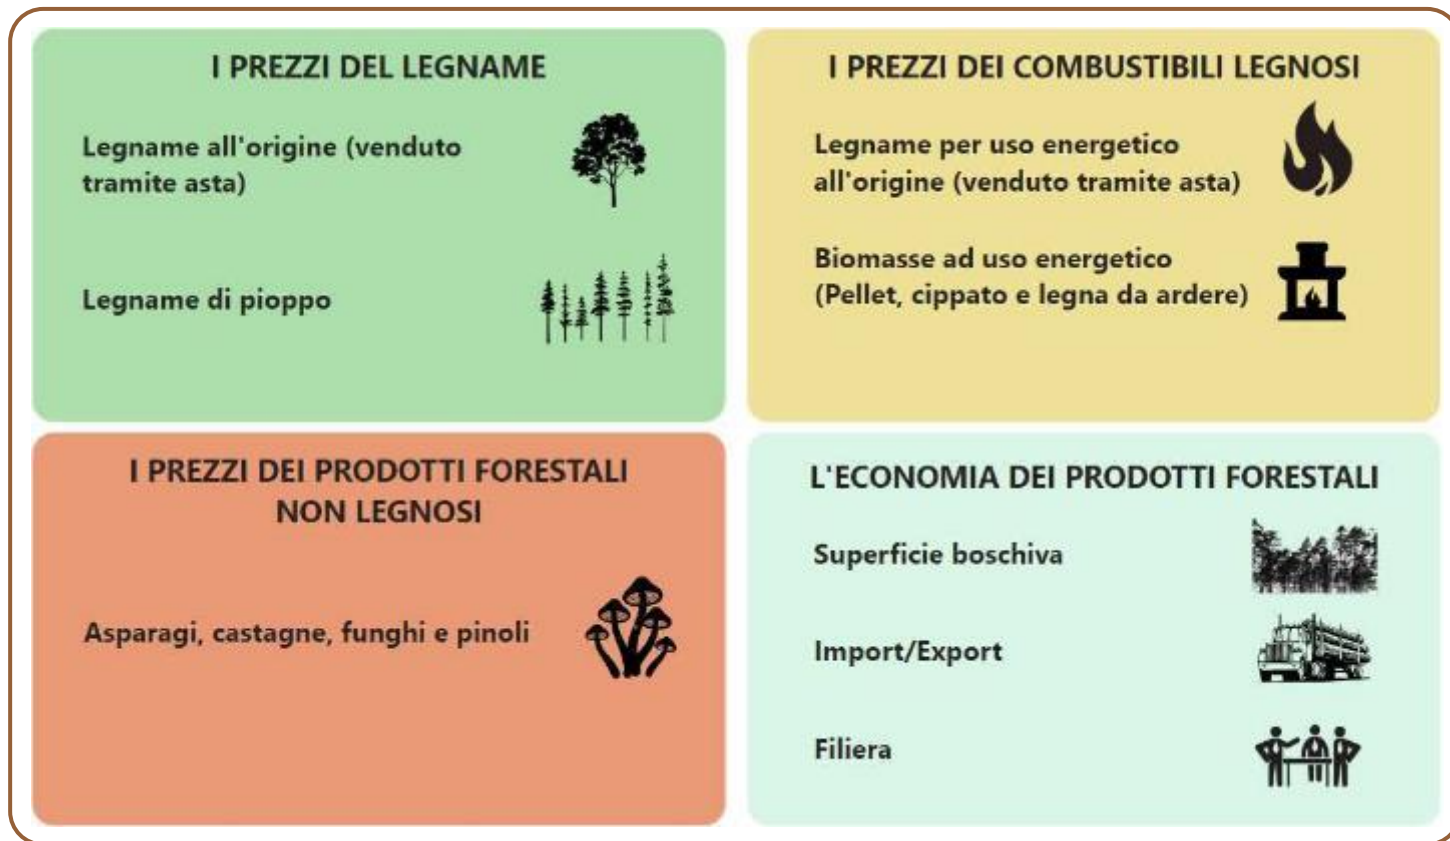 I PREZZI DEL LEGNAME
Legname all'origine (venduto
tramite asta)
Legname di pioppo
I PREZZI DEI COMBUSTIBILI LEGNOSI
Legname per uso energetico
all'origine (venduto tramite asta)
Biomasse ad uso energetico
(Pellet, cippato e legna da ardere)
I PREZZI DEI PRODOTTI FORESTALI
NON LEGNOSI
Asparagi, castagne, funghi e pinoli
L'ECONOMIA DEI PRODOTTI FORESTALI
Superficie boschiva
Import/Export
Filiera